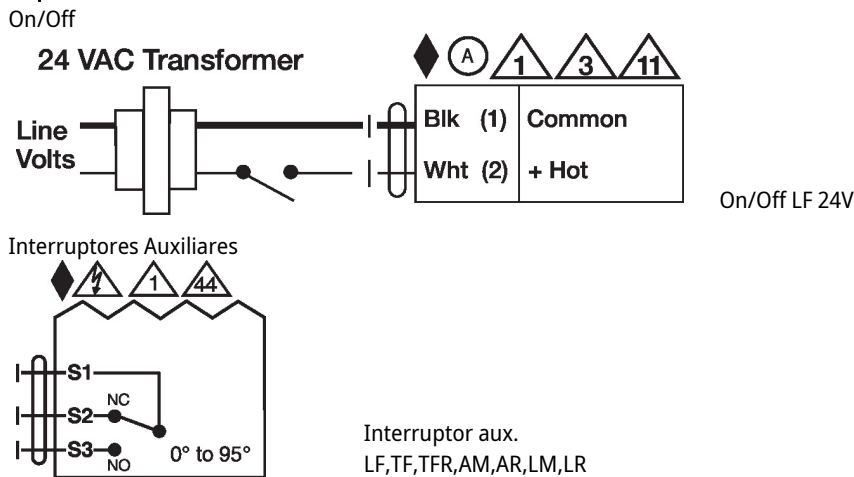 On/Off
24 VAC Transformer
A 1 3 11
Line Volts
Blk (1) Common
Wht (2) + Hot
On/Off LF 24V
Interruptores Auxiliares
1 44
S1
NC
S2
S3
NO
0° to 95°
Interruptor aux.
LF,TF,TFR,AM,AR,LM,LR